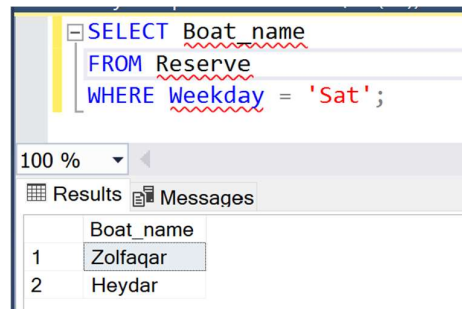 SELECT Boat_name
FROM Reserve
WHERE Weekday = 'Sat';
100 %
Results Messages
Boat_name
1 Zolfaqar
2 Heydar